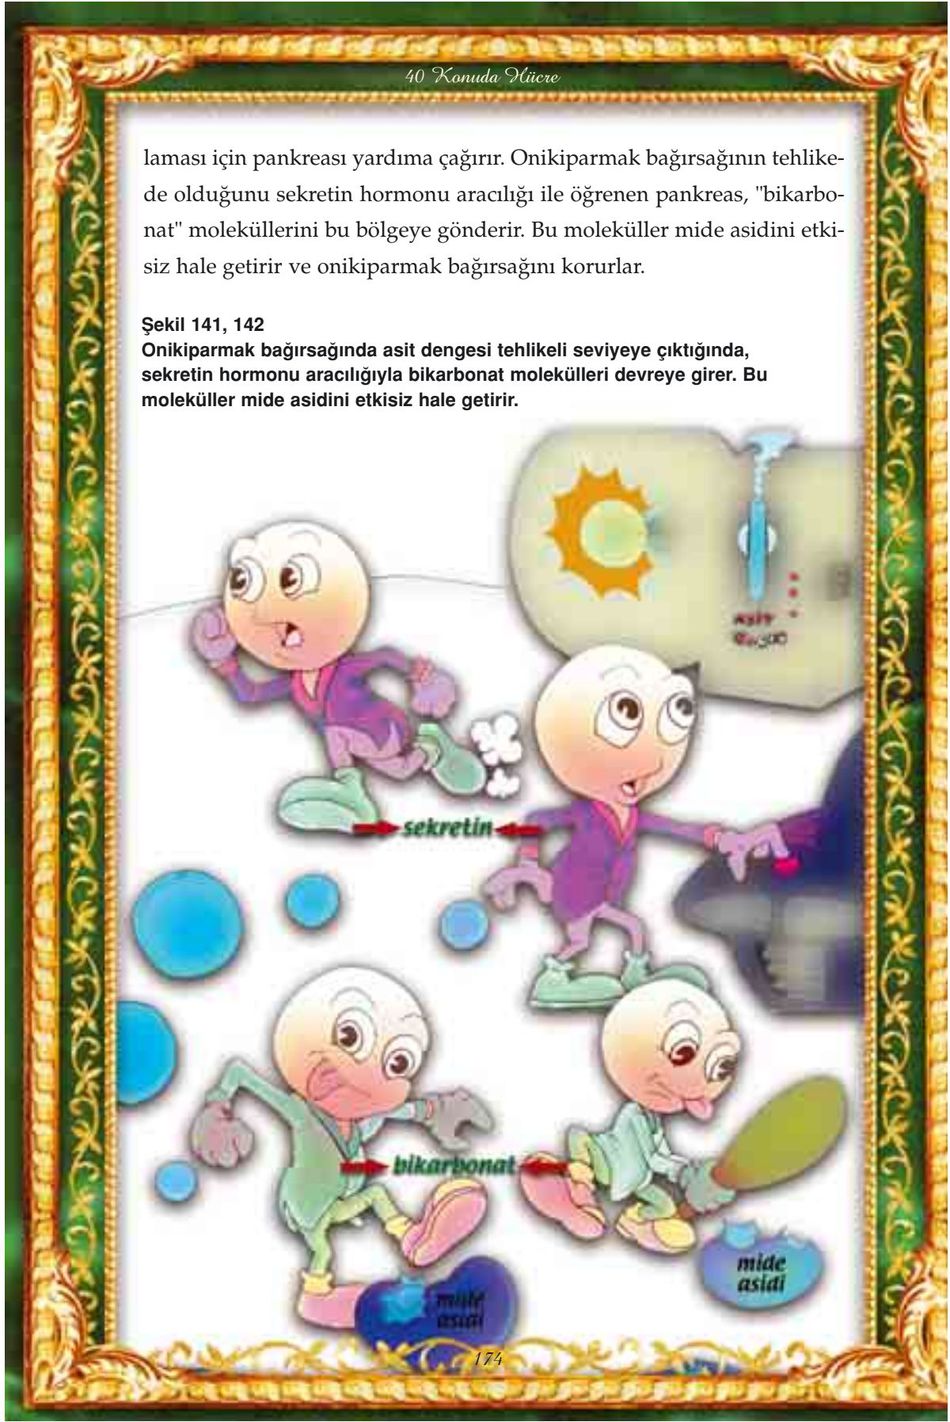 40 Konuda Hücre
laması için pankreası yardıma çağırır. Onikiparmak bağırsağının tehlike-
de olduğunu sekretin hormonu aracılığı ile öğrenen pankreas, "bikarbo-
nat" moleküllerini bu bölgeye gönderir. Bu moleküller mide asidini etki-
siz hale getirir ve onikiparmak bağırsağını korurlar.
Şekil 141, 142
Onikiparmak bağırsağında asit dengesi tehlikeli seviyeye çıktığında,
sekretin hormonu aracılığıyla bikarbonat molekülleri devreye girer. Bu
moleküller mide asidini etkisiz hale getirir.
ASİT
sekretin
bikarbonat
mide
asidi
mide
asidi
174